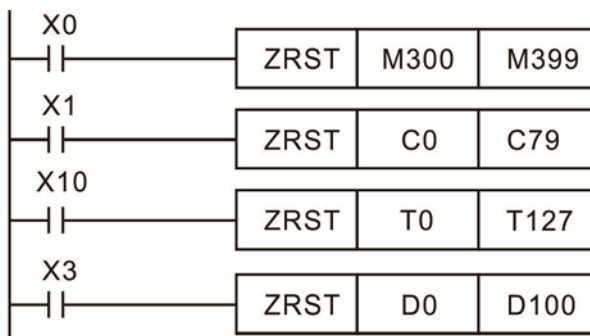 X0
ZRST M300 M399
X1
ZRST C0 C79
X10
ZRST T0 T127
X3
ZRST D0 D100